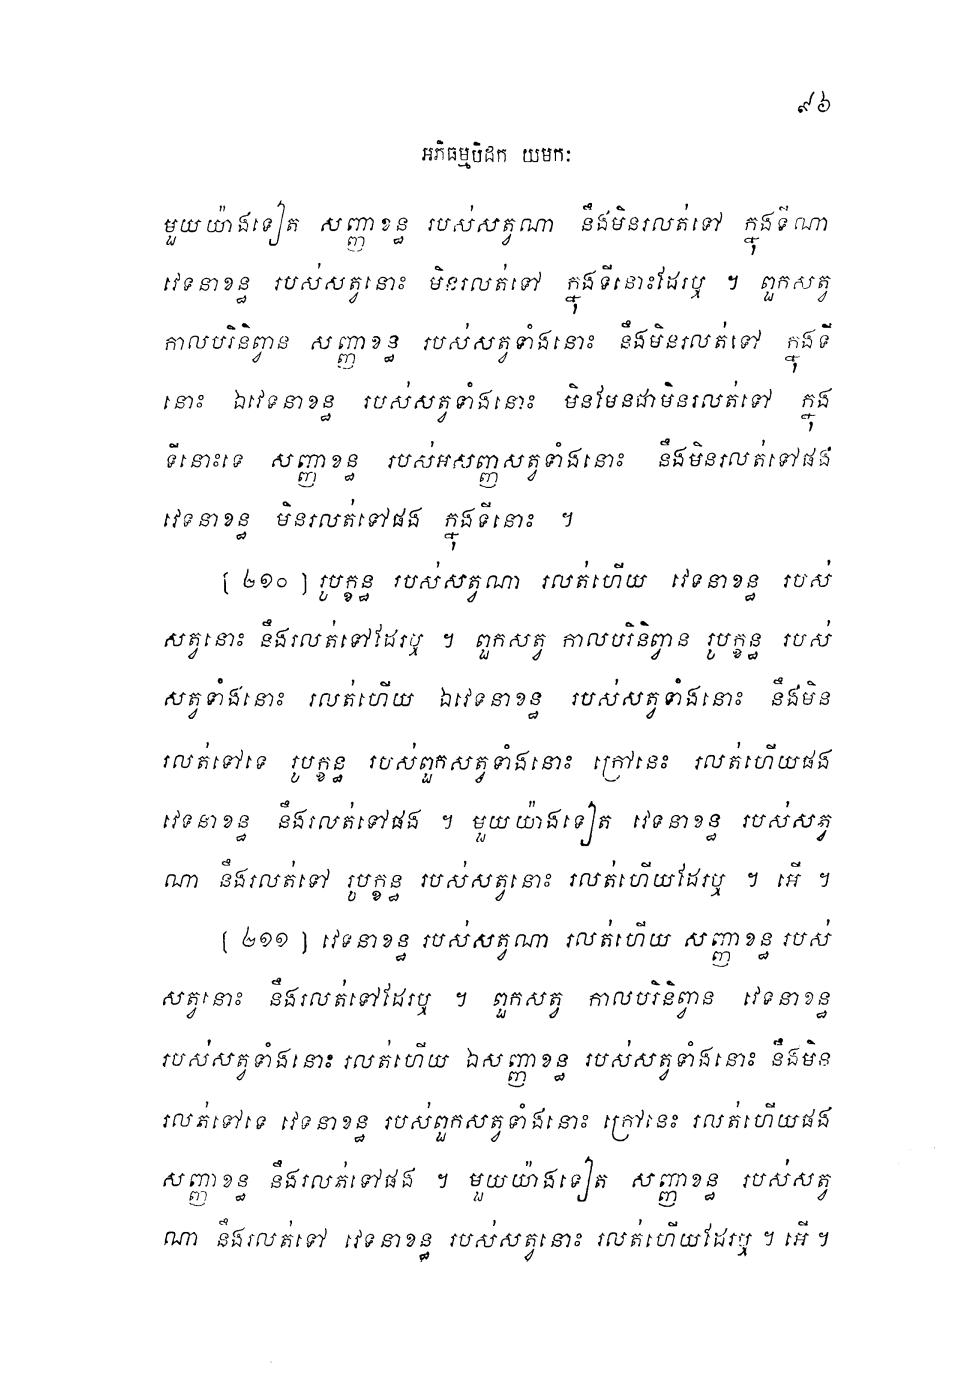 ៩៦
អភិធម្មបិដក យមកៈ
មួយយ៉ាងទៀត សញ្ញាខន្ធ របស់សត្វណា នឹងមិនរលត់ទៅ ក្នុងទីណា
វេទនាខន្ធ របស់សត្វនោះ មិនរលត់ទៅ ក្នុងទីនោះដែរឬ ។ ពួកសត្វ
កាលបរិនិព្វាន សញ្ញាខន្ធ របស់សត្វទាំងនោះ នឹងមិនរលត់ទៅ ក្នុងទី
នោះ ឯវេទនាខន្ធ របស់សត្វទាំងនោះ មិនមែនជាមិនរលត់ទៅ ក្នុង
ទីនោះទេ សញ្ញាខន្ធ របស់អសញ្ញសត្វទាំងនោះ នឹងមិនរលត់ទៅផង
វេទនាខន្ធ មិនរលត់ទៅផង ក្នុងទីនោះ ។
[ ២១០ ] រូបក្ខន្ធ របស់សត្វណា រលត់ហើយ វេទនាខន្ធ របស់
សត្វនោះ នឹងរលត់ទៅដែរឬ ។ ពួកសត្វ កាលបរិនិព្វាន រូបក្ខន្ធ របស់
សត្វទាំងនោះ រលត់ហើយ ឯវេទនាខន្ធ របស់សត្វទាំងនោះ នឹងមិន
រលត់ទៅទេ រូបក្ខន្ធ របស់ពួកសត្វទាំងនោះ ក្រៅនេះ រលត់ហើយផង
វេទនាខន្ធ នឹងរលត់ទៅផង ។ មួយយ៉ាងទៀត វេទនាខន្ធ របស់សត្វ
ណា នឹងរលត់ទៅ រូបក្ខន្ធ របស់សត្វនោះ រលត់ហើយដែរឬ ។ អើ ។
[ ២១១ ] វេទនាខន្ធ របស់សត្វណា រលត់ហើយ សញ្ញាខន្ធ របស់
សត្វនោះ នឹងរលត់ទៅដែរឬ ។ ពួកសត្វ កាលបរិនិព្វាន វេទនាខន្ធ
របស់សត្វទាំងនោះ រលត់ហើយ ឯសញ្ញាខន្ធ របស់សត្វទាំងនោះ នឹងមិន
រលត់ទៅទេ វេទនាខន្ធ របស់ពួកសត្វទាំងនោះ ក្រៅនេះ រលត់ហើយផង
សញ្ញាខន្ធ នឹងរលត់ទៅផង ។ មួយយ៉ាងទៀត សញ្ញាខន្ធ របស់សត្វ
ណា នឹងរលត់ទៅ វេទនាខន្ធ របស់សត្វនោះ រលត់ហើយដែរឬ ។ អើ ។